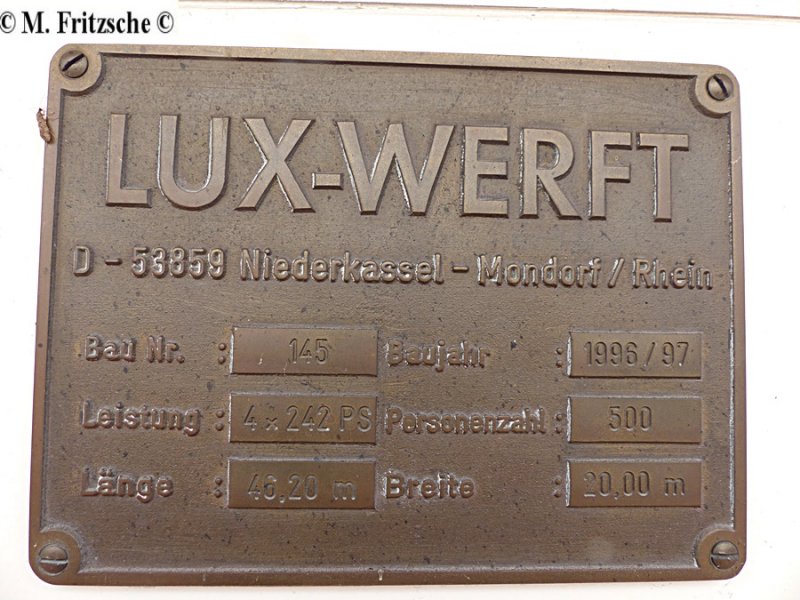 © M. Fritzsche ©
LUX-WERFT
D - 53859 Niederkassel - Mondorf / Rhein
Bau Nr. : 145 Baujahr : 1996/97
Leistung : 4 x 242 PS Personenzahl : 500
Länge : 46,20 m Breite : 20,00 m